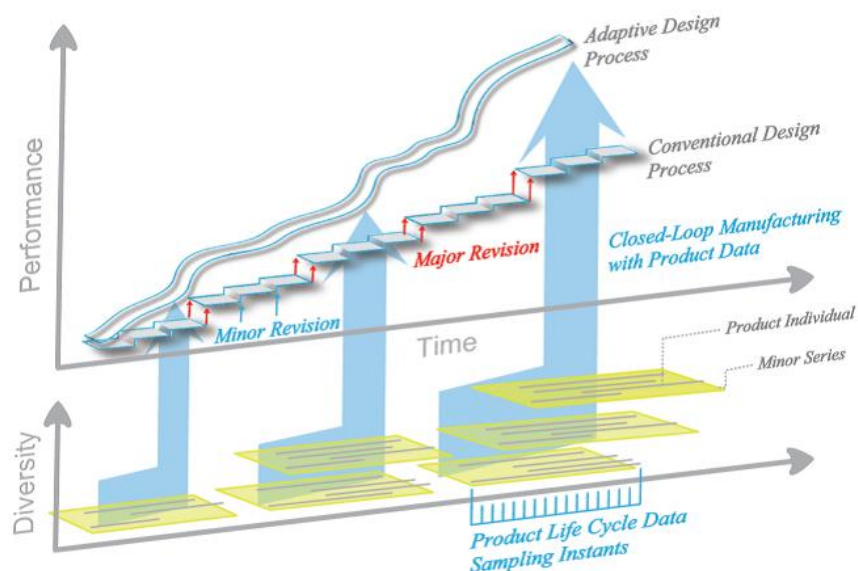 Adaptive Design
Process
Conventional Design
Process
Performance
Closed-Loop Manufacturing
with Product Data
Major Revision
Minor Revision
Time
Product Individual
Minor Series
Diversity
Product Life Cycle Data
Sampling Instants